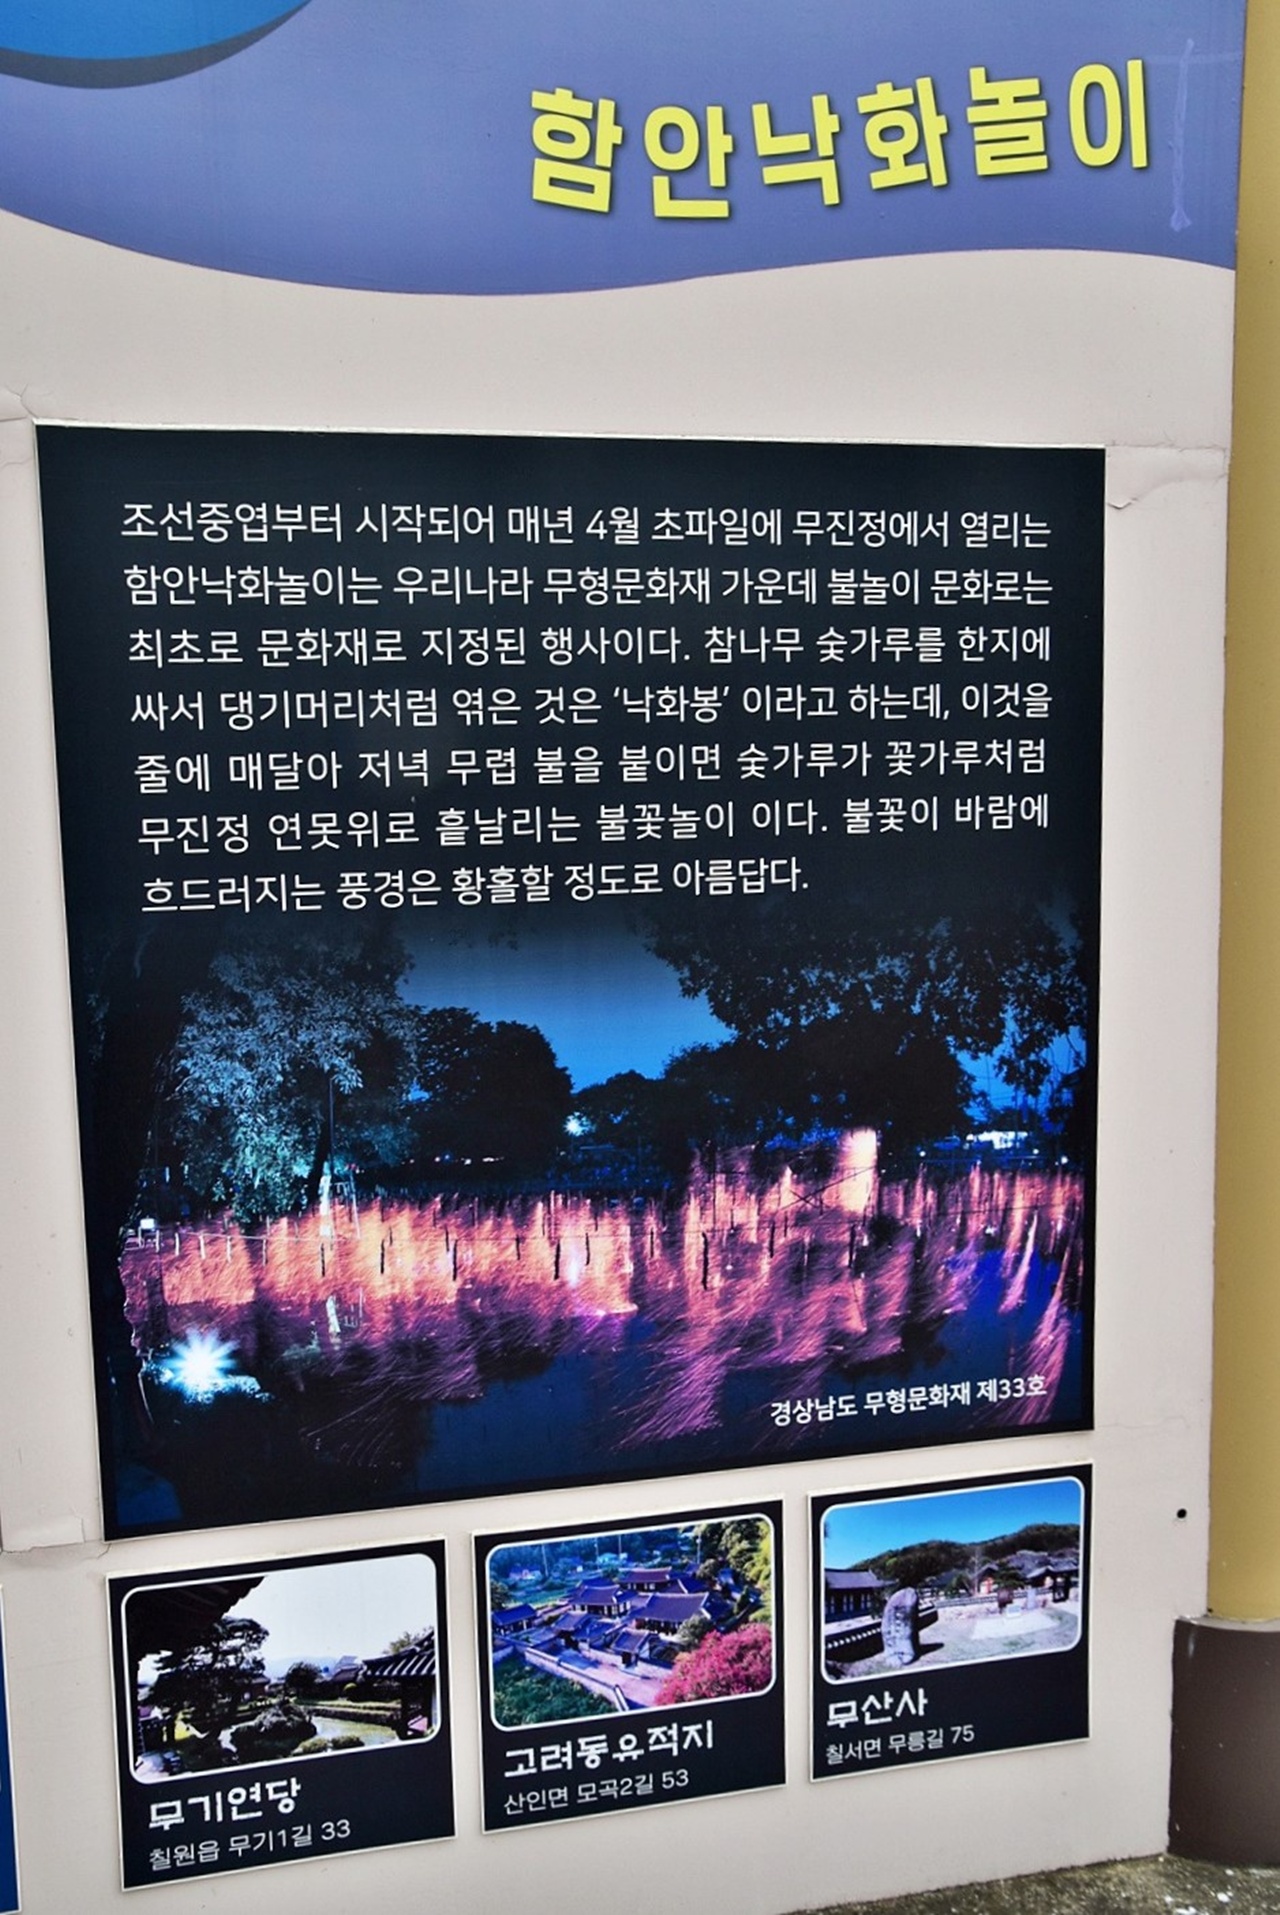 함안낙화놀이
조선중엽부터 시작되어 매년 4월 초파일에 무진정에서 열리는
함안낙화놀이는 우리나라 무형문화재 가운데 불놀이 문화로는
최초로 문화재로 지정된 행사이다. 참나무 숯가루를 한지에
싸서 댕기머리처럼 엮은 것은 ‘낙화봉’ 이라고 하는데, 이것을
줄에 매달아 저녁 무렵 불을 붙이면 숯가루가 꽃가루처럼
무진정 연못위로 흩날리는 불꽃놀이 이다. 불꽃이 바람에
흐드러지는 풍경은 황홀할 정도로 아름답다.
경상남도 무형문화재 제33호
무기연당
칠원읍 무기1길 33
고려동유적지
산인면 모곡2길 53
무산사
칠서면 무릉길 75